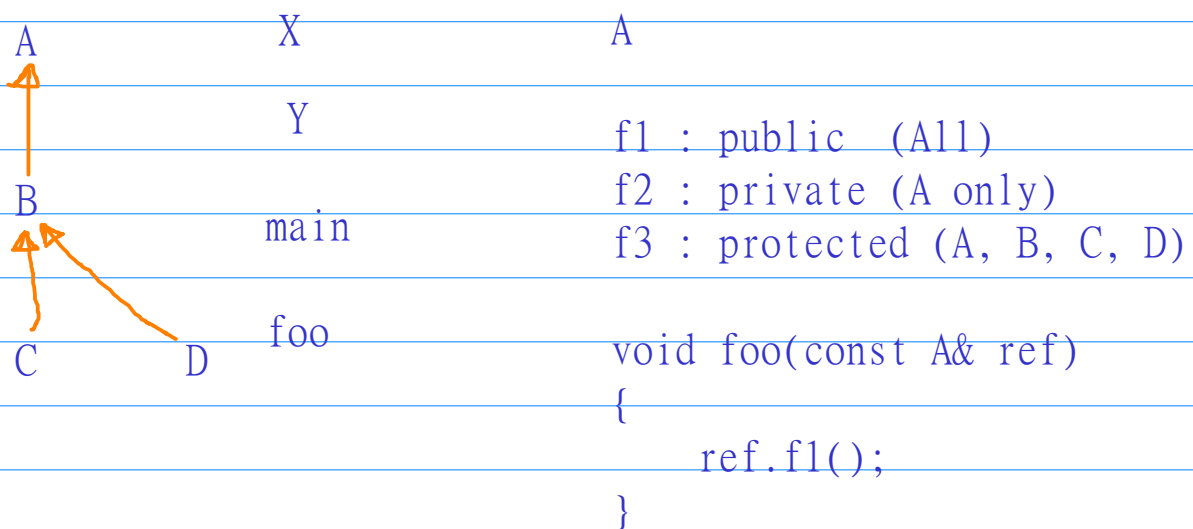 A
B
C D
X
Y
main
foo
A
f1 : public (All)
f2 : private (A only)
f3 : protected (A, B, C, D)
void foo(const A& ref)
{
ref.f1();
}